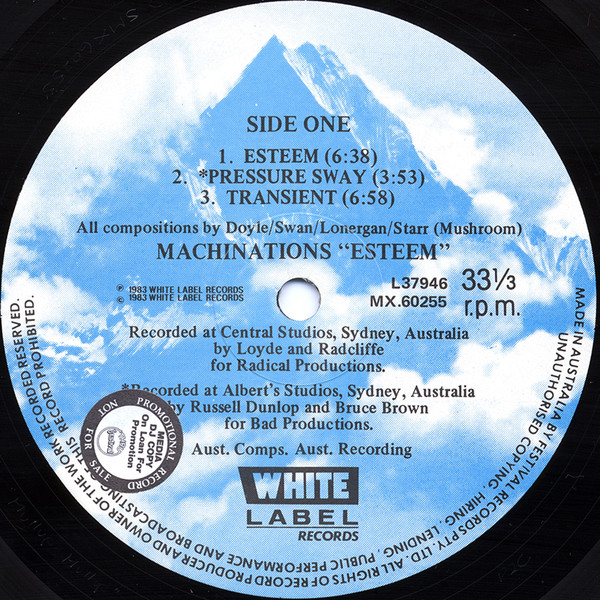 SIDE ONE
1. ESTEEM (6:38)
2. *PRESSURE SWAY (3:53)
3. TRANSIENT (6:58)
All compositions by Doyle/Swan/Lonergan/Starr (Mushroom)
MACHINATIONS “ESTEEM”
℗ 1983 WHITE LABEL RECORDS
© 1983 WHITE LABEL RECORDS
L37946
MX.60255
33⅓
r.p.m.
Recorded at Central Studios, Sydney, Australia
by Loyde and Radcliffe
for Radical Productions.
*Recorded at Albert's Studios, Sydney, Australia
by Russell Dunlop and Bruce Brown
for Bad Productions.
Aust. Comps. Aust. Recording
WHITE
LABEL
RECORDS
PROMOTIONAL RECORD
NOT FOR SALE
MEDIA
DJ COPY
On Loan For
Promotion
MADE IN AUSTRALIA BY FESTIVAL RECORDS PTY. LTD. ALL RIGHTS OF RECORD PRODUCER AND OWNER OF THE WORK RECORDED RESERVED.
UNAUTHORISED COPYING, HIRING, LENDING, PUBLIC PERFORMANCE AND BROADCASTING THIS RECORD PROHIBITED.